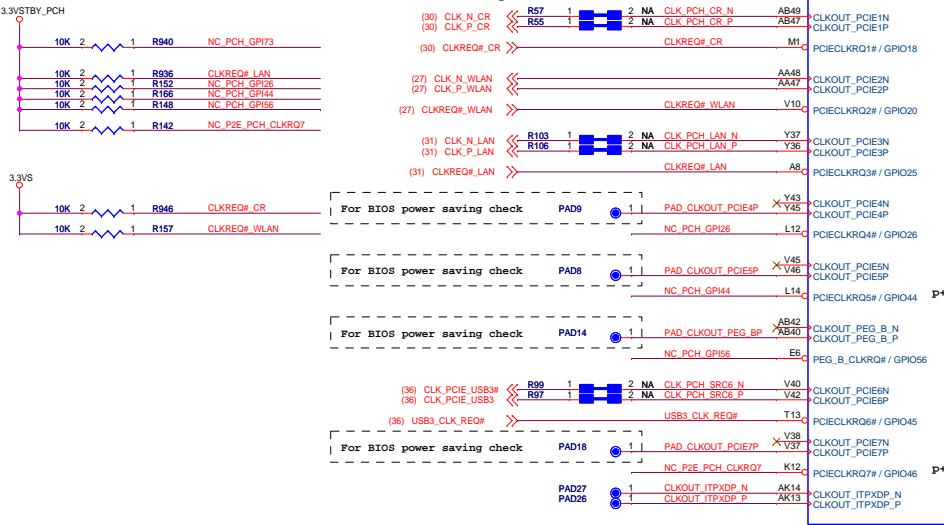 3.3VSTBY_PCH
10K 2 1 R940 NC_PCH_GPI73
10K 2 1 R936 CLKREQ#_LAN
10K 2 1 R152 NC_PCH_GPI26
10K 2 1 R166 NC_PCH_GPI44
10K 2 1 R148 NC_PCH_GPI56
10K 2 1 R142 NC_P2E_PCH_CLKRQ7
3.3VS
10K 2 1 R946 CLKREQ#_CR
10K 2 1 R157 CLKREQ#_WLAN
(30) CLK_N_CR R57 1 2 NA CLK_PCH_CR_N AB49 CLKOUT_PCIE1N
(30) CLK_P_CR R55 1 2 NA CLK_PCH_CR_P AB47 CLKOUT_PCIE1P
(30) CLKREQ#_CR CLKREQ#_CR M1 PCIECLKRQ1# / GPIO18
(27) CLK_N_WLAN AA48 CLKOUT_PCIE2N
(27) CLK_P_WLAN AA47 CLKOUT_PCIE2P
(27) CLKREQ#_WLAN CLKREQ#_WLAN V10 PCIECLKRQ2# / GPIO20
(31) CLK_N_LAN R103 1 2 NA CLK_PCH_LAN_N Y37 CLKOUT_PCIE3N
(31) CLK_P_LAN R106 1 2 NA CLK_PCH_LAN_P Y36 CLKOUT_PCIE3P
(31) CLKREQ#_LAN CLKREQ#_LAN A8 PCIECLKRQ3# / GPIO25
Y43 CLKOUT_PCIE4N
For BIOS power saving check PAD9 1 PAD_CLKOUT_PCIE4P Y45 CLKOUT_PCIE4P
NC_PCH_GPI26 L12 PCIECLKRQ4# / GPIO26
V45 CLKOUT_PCIE5N
For BIOS power saving check PAD8 1 PAD_CLKOUT_PCIE5P V46 CLKOUT_PCIE5P
NC_PCH_GPI44 L14 PCIECLKRQ5# / GPIO44 p+
AB42 CLKOUT_PEG_B_N
For BIOS power saving check PAD14 1 PAD_CLKOUT_PEG_BP AB40 CLKOUT_PEG_B_P
NC_PCH_GPI56 E6 PEG_B_CLKRQ# / GPIO56
(36) CLK_PCIE_USB3# R99 1 2 NA CLK_PCH_SRC6_N V40 CLKOUT_PCIE6N
(36) CLK_PCIE_USB3 R97 1 2 NA CLK_PCH_SRC6_P V42 CLKOUT_PCIE6P
(36) USB3_CLK_REQ# USB3_CLK_REQ# T13 PCIECLRQ6# / GPIO45
V38 CLKOUT_PCIE7N
For BIOS power saving check PAD18 1 PAD_CLKOUT_PCIE7P V37 CLKOUT_PCIE7P
NC_P2E_PCH_CLKRQ7 K12 PCIECLRQ7# / GPIO46 p+
PAD27 1 CLKOUT_ITPXDP_N AK14 CLKOUT_ITPXDP_N
PAD26 1 CLKOUT_ITPXDP_P AK13 CLKOUT_ITPXDP_P